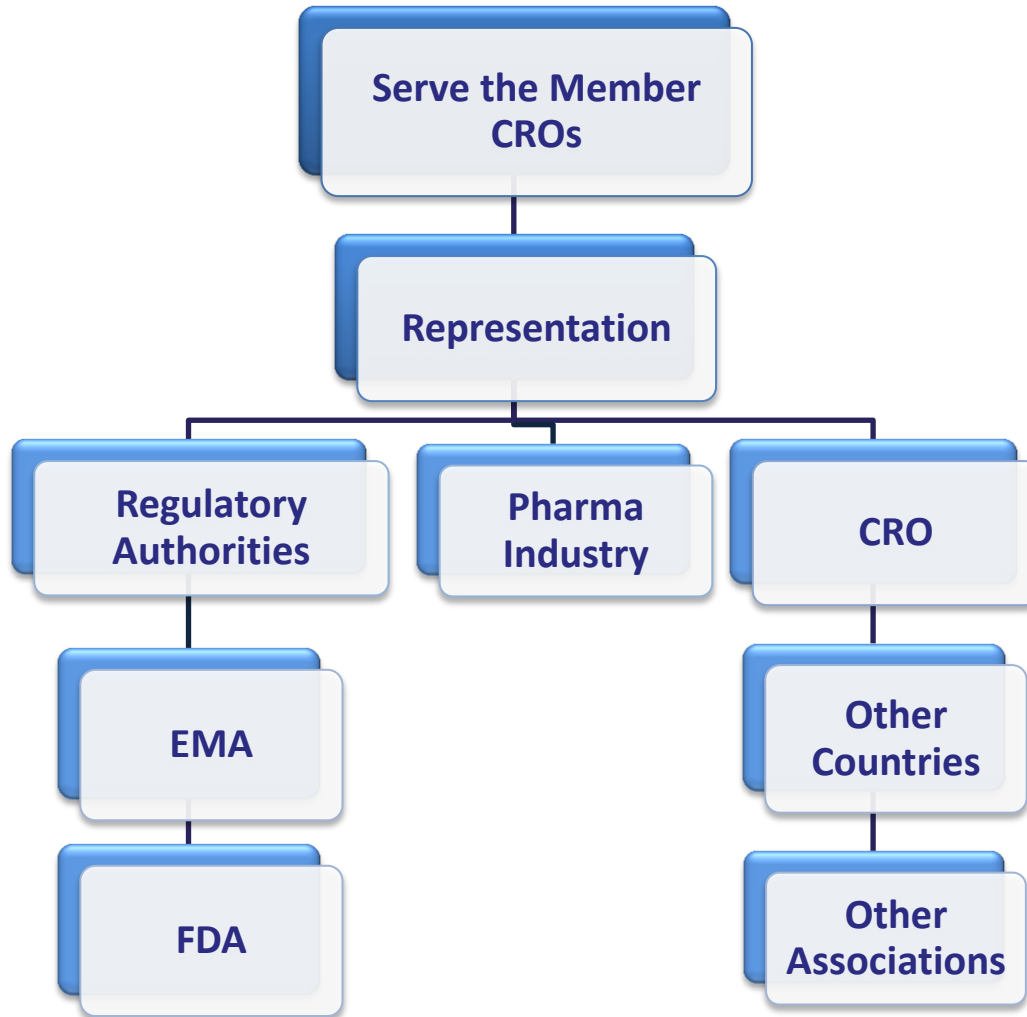 Serve the Member
CROs
Representation
Regulatory
Authorities
Pharma
Industry
CRO
EMA
Other
Countries
FDA
Other
Associations